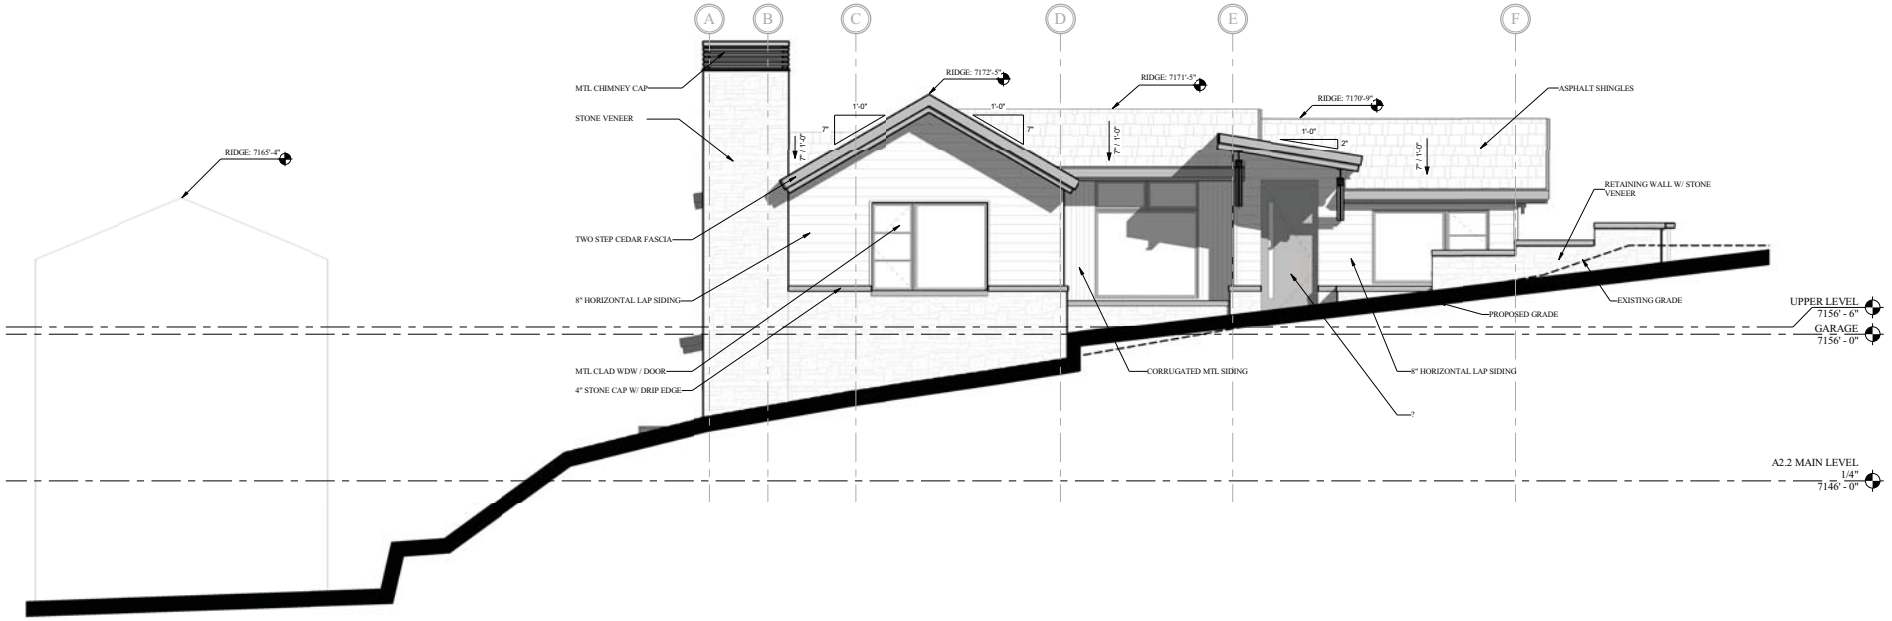 A B C D E F
MTL CHIMNEY CAP
STONE VENEER
RIDGE: 7165'-4"
RIDGE: 7172'-5"
RIDGE: 7171'-5"
RIDGE: 7170'-9"
ASPHALT SHINGLES
1'-0"
7"
1'-0"
7"
1'-0"
2"
7" / 1'-0"
7" / 1'-0"
7" / 1'-0"
RETAINING WALL W/ STONE
VENEER
TWO STEP CEDAR FASCIA
8" HORIZONTAL LAP SIDING
EXISTING GRADE
PROPOSED GRADE
UPPER LEVEL
7156' - 6"
GARAGE
7156' - 0"
MTL CLAD WDW / DOOR
4" STONE CAP W/ DRIP EDGE
CORRUGATED MTL SIDING
8" HORIZONTAL LAP SIDING
?
A2.2 MAIN LEVEL
1/4"
7146' - 0"